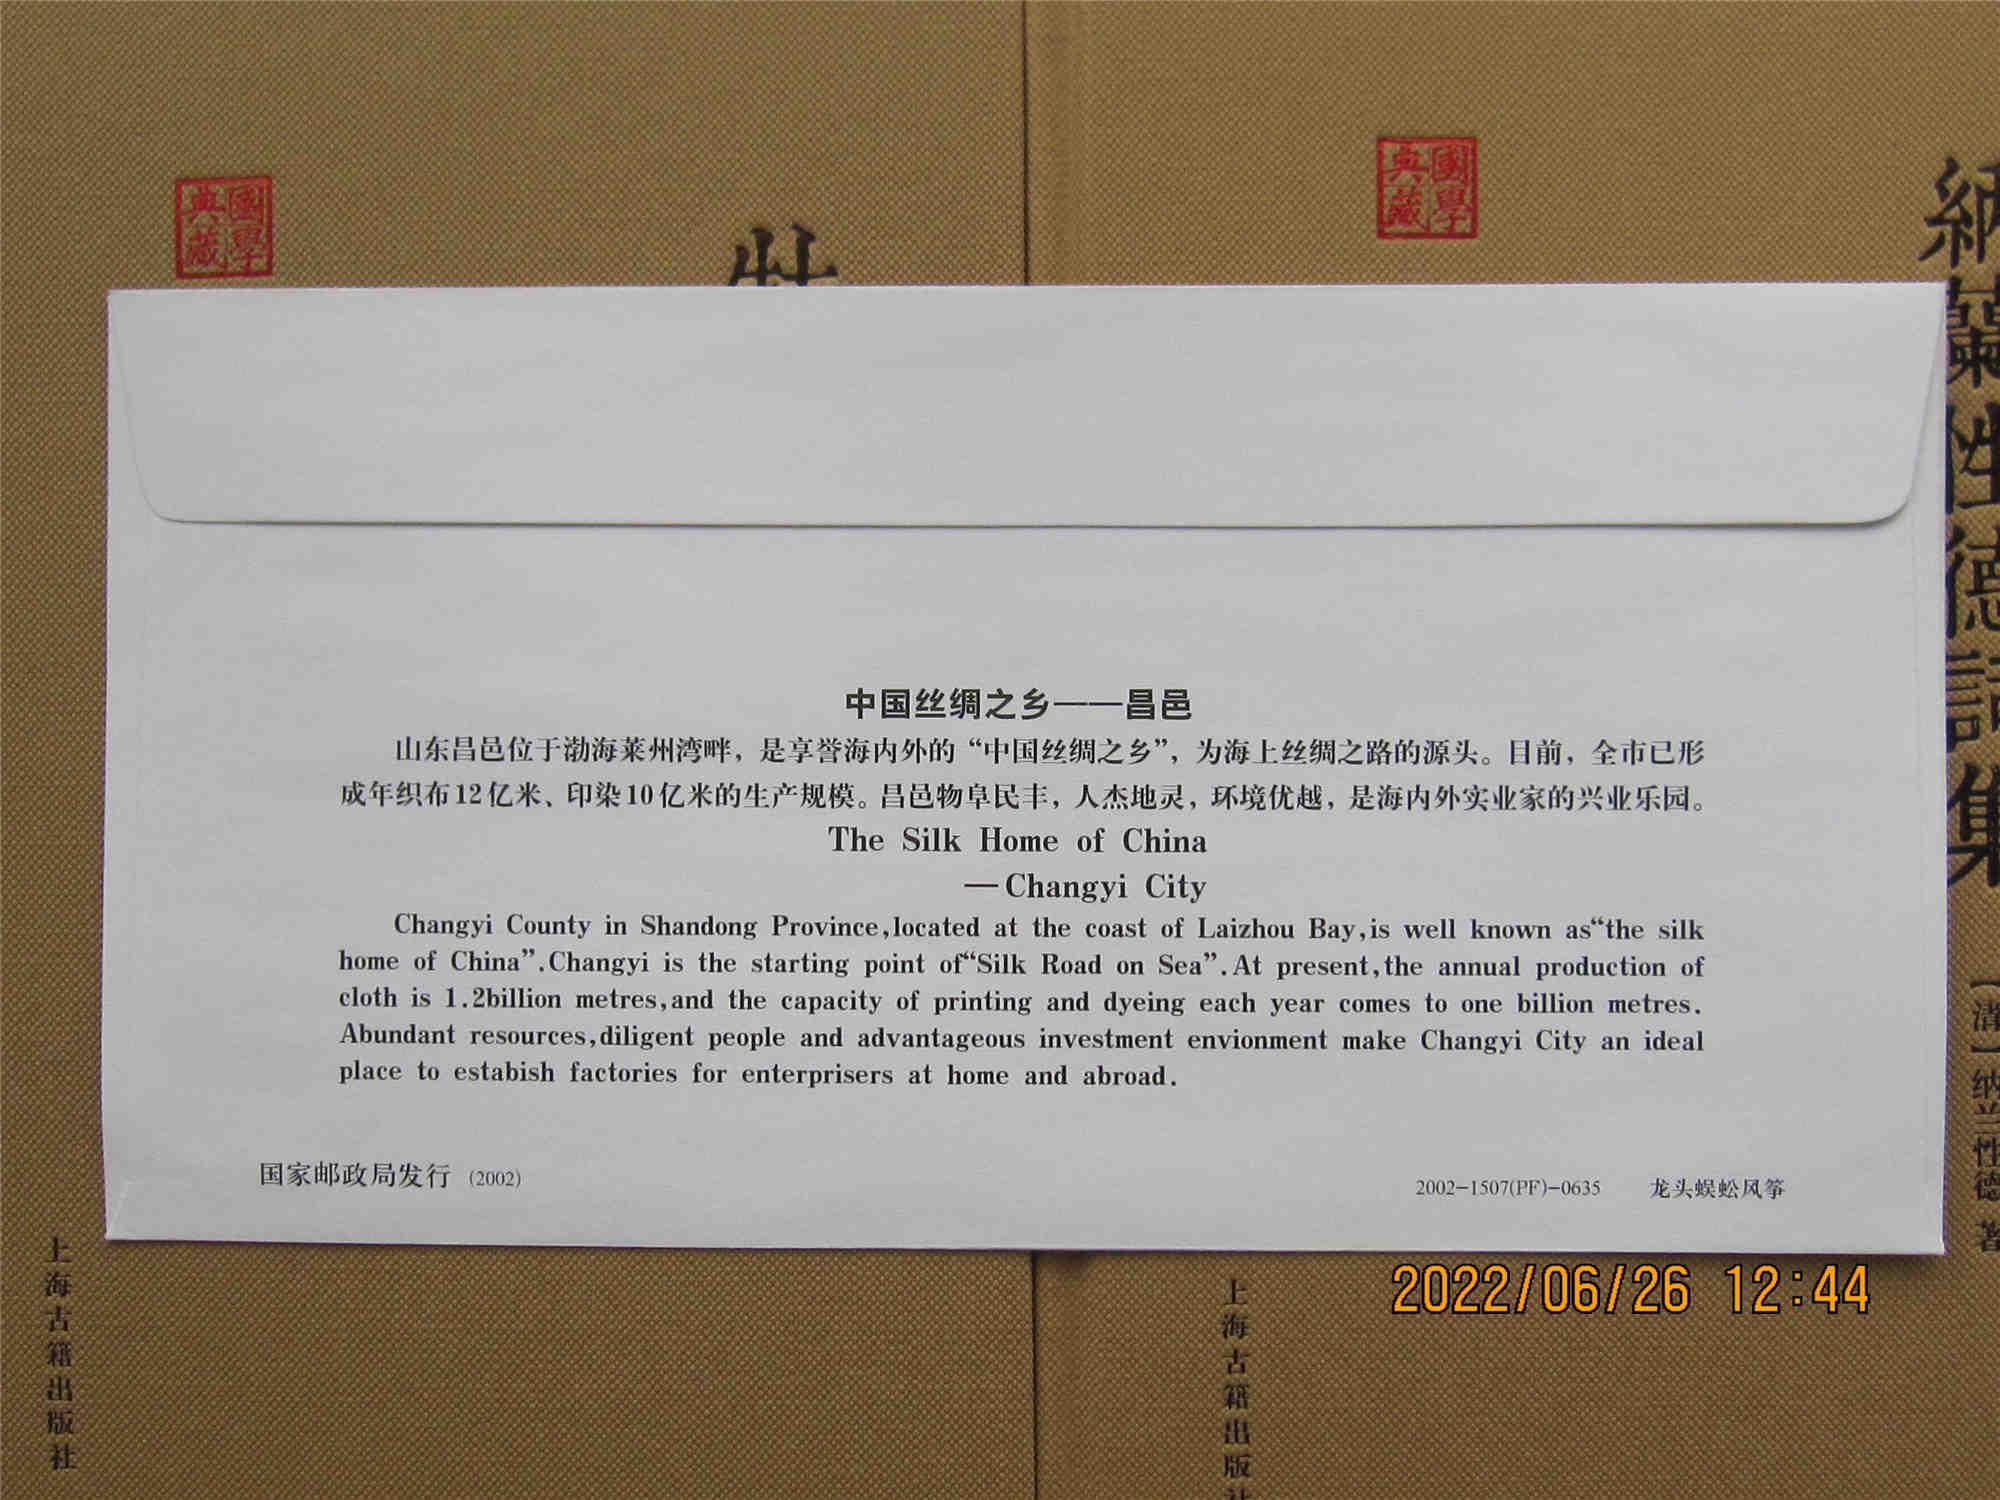 國學典藏
國學典藏
牡
納蘭性德詞集
[清]纳兰性德 著
中国丝绸之乡——昌邑
山东昌邑位于渤海莱州湾畔，是享誉海内外的“中国丝绸之乡”，为海上丝绸之路的源头。目前，全市已形
成年织布12亿米、印染10亿米的生产规模。昌邑物阜民丰，人杰地灵，环境优越，是海内外实业家的兴业乐园。
The Silk Home of China
—Changyi City
Changyi County in Shandong Province,located at the coast of Laizhou Bay,is well known as“the silk
home of China”.Changyi is the starting point of“Silk Road on Sea”.At present,the annual production of
cloth is 1.2billion metres,and the capacity of printing and dyeing each year comes to one billion metres.
Abundant resources,diligent people and advantageous investment envionment make Changyi City an ideal
place to estabish factories for enterprisers at home and abroad.
国家邮政局发行 (2002)
2002-1507(PF)-0635 龙头蜈蚣风筝
上海古籍出版社
上海古籍出版社
2022/06/26 12:44